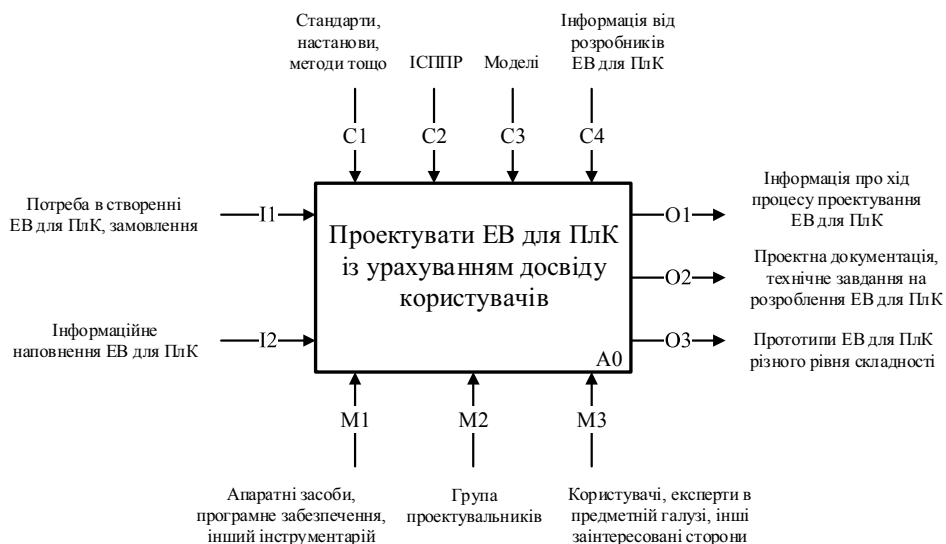 Стандарти,
настанови,
методи тощо
ІСППР
Моделі
Інформація від
розробників
ЕВ для ПлК
C1
C2
C3
C4
Потреба в створенні
ЕВ для ПлК, замовлення
I1
Інформаційне
наповнення ЕВ для ПлК
I2
Проектувати ЕВ для ПлК
із урахуванням досвіду
користувачів
A0
O1
Інформація про хід
процесу проектування
ЕВ для ПлК
O2
Проектна документація,
технічне завдання на
розроблення ЕВ для ПлК
O3
Прототипи ЕВ для ПлК
різного рівня складності
M1
M2
M3
Апаратні засоби,
програмне забезпечення,
інший інструментарій
Група
проектувальників
Користувачі, експерти в
предметній галузі, інші
заінтересовані сторони